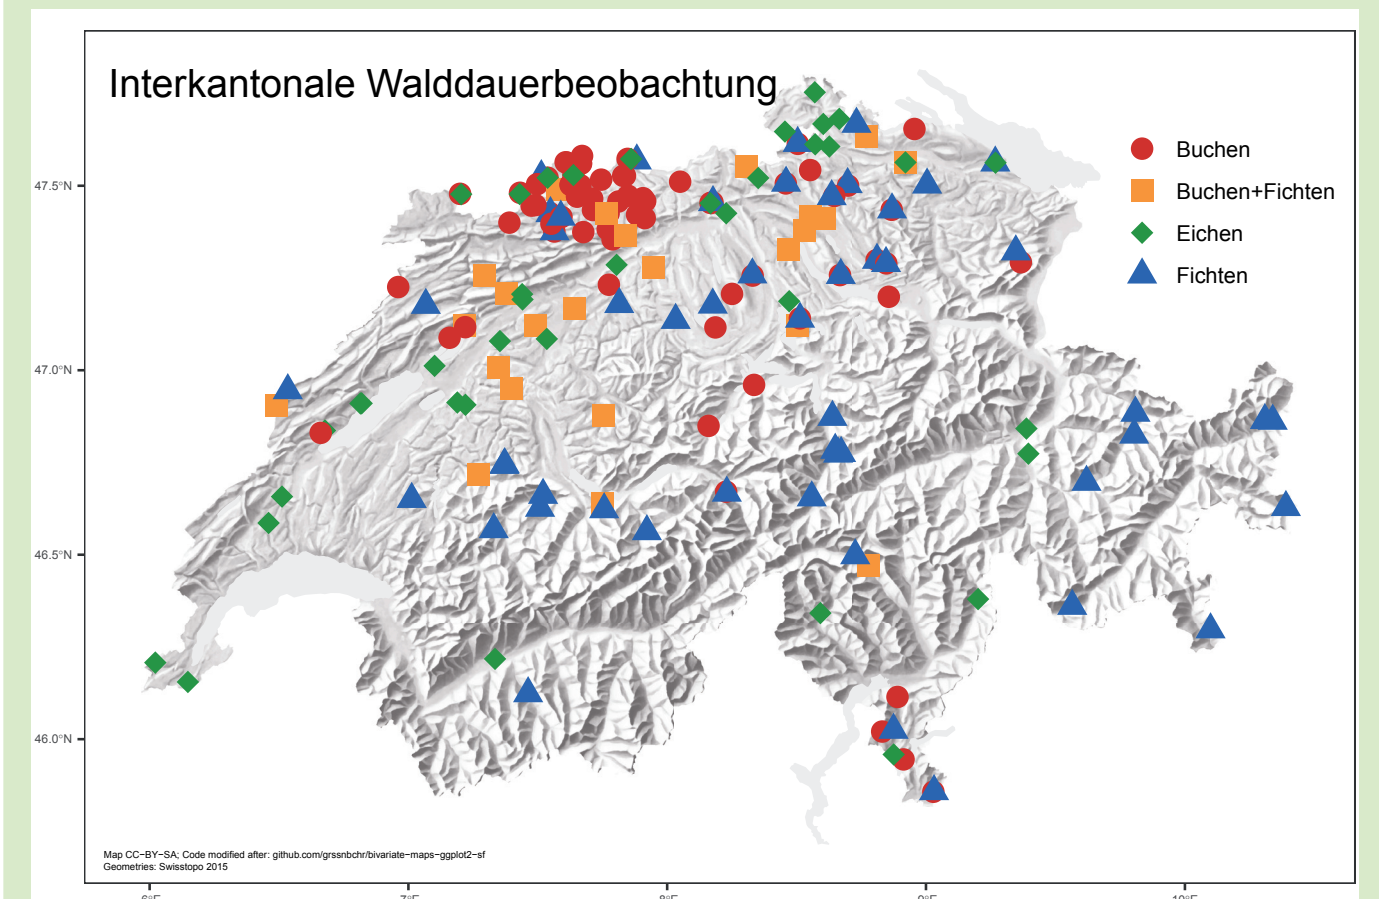 Interkantonale Walddauerbeobachtung
Buchen
Buchen+Fichten
Eichen
Fichten
47.5°N
47.0°N
46.5°N
46.0°N
Map CC−BY−SA; Code modified after: github.com/grssnbchr/bivariate−maps−ggplot2−sf
Geometries: Swisstopo 2015